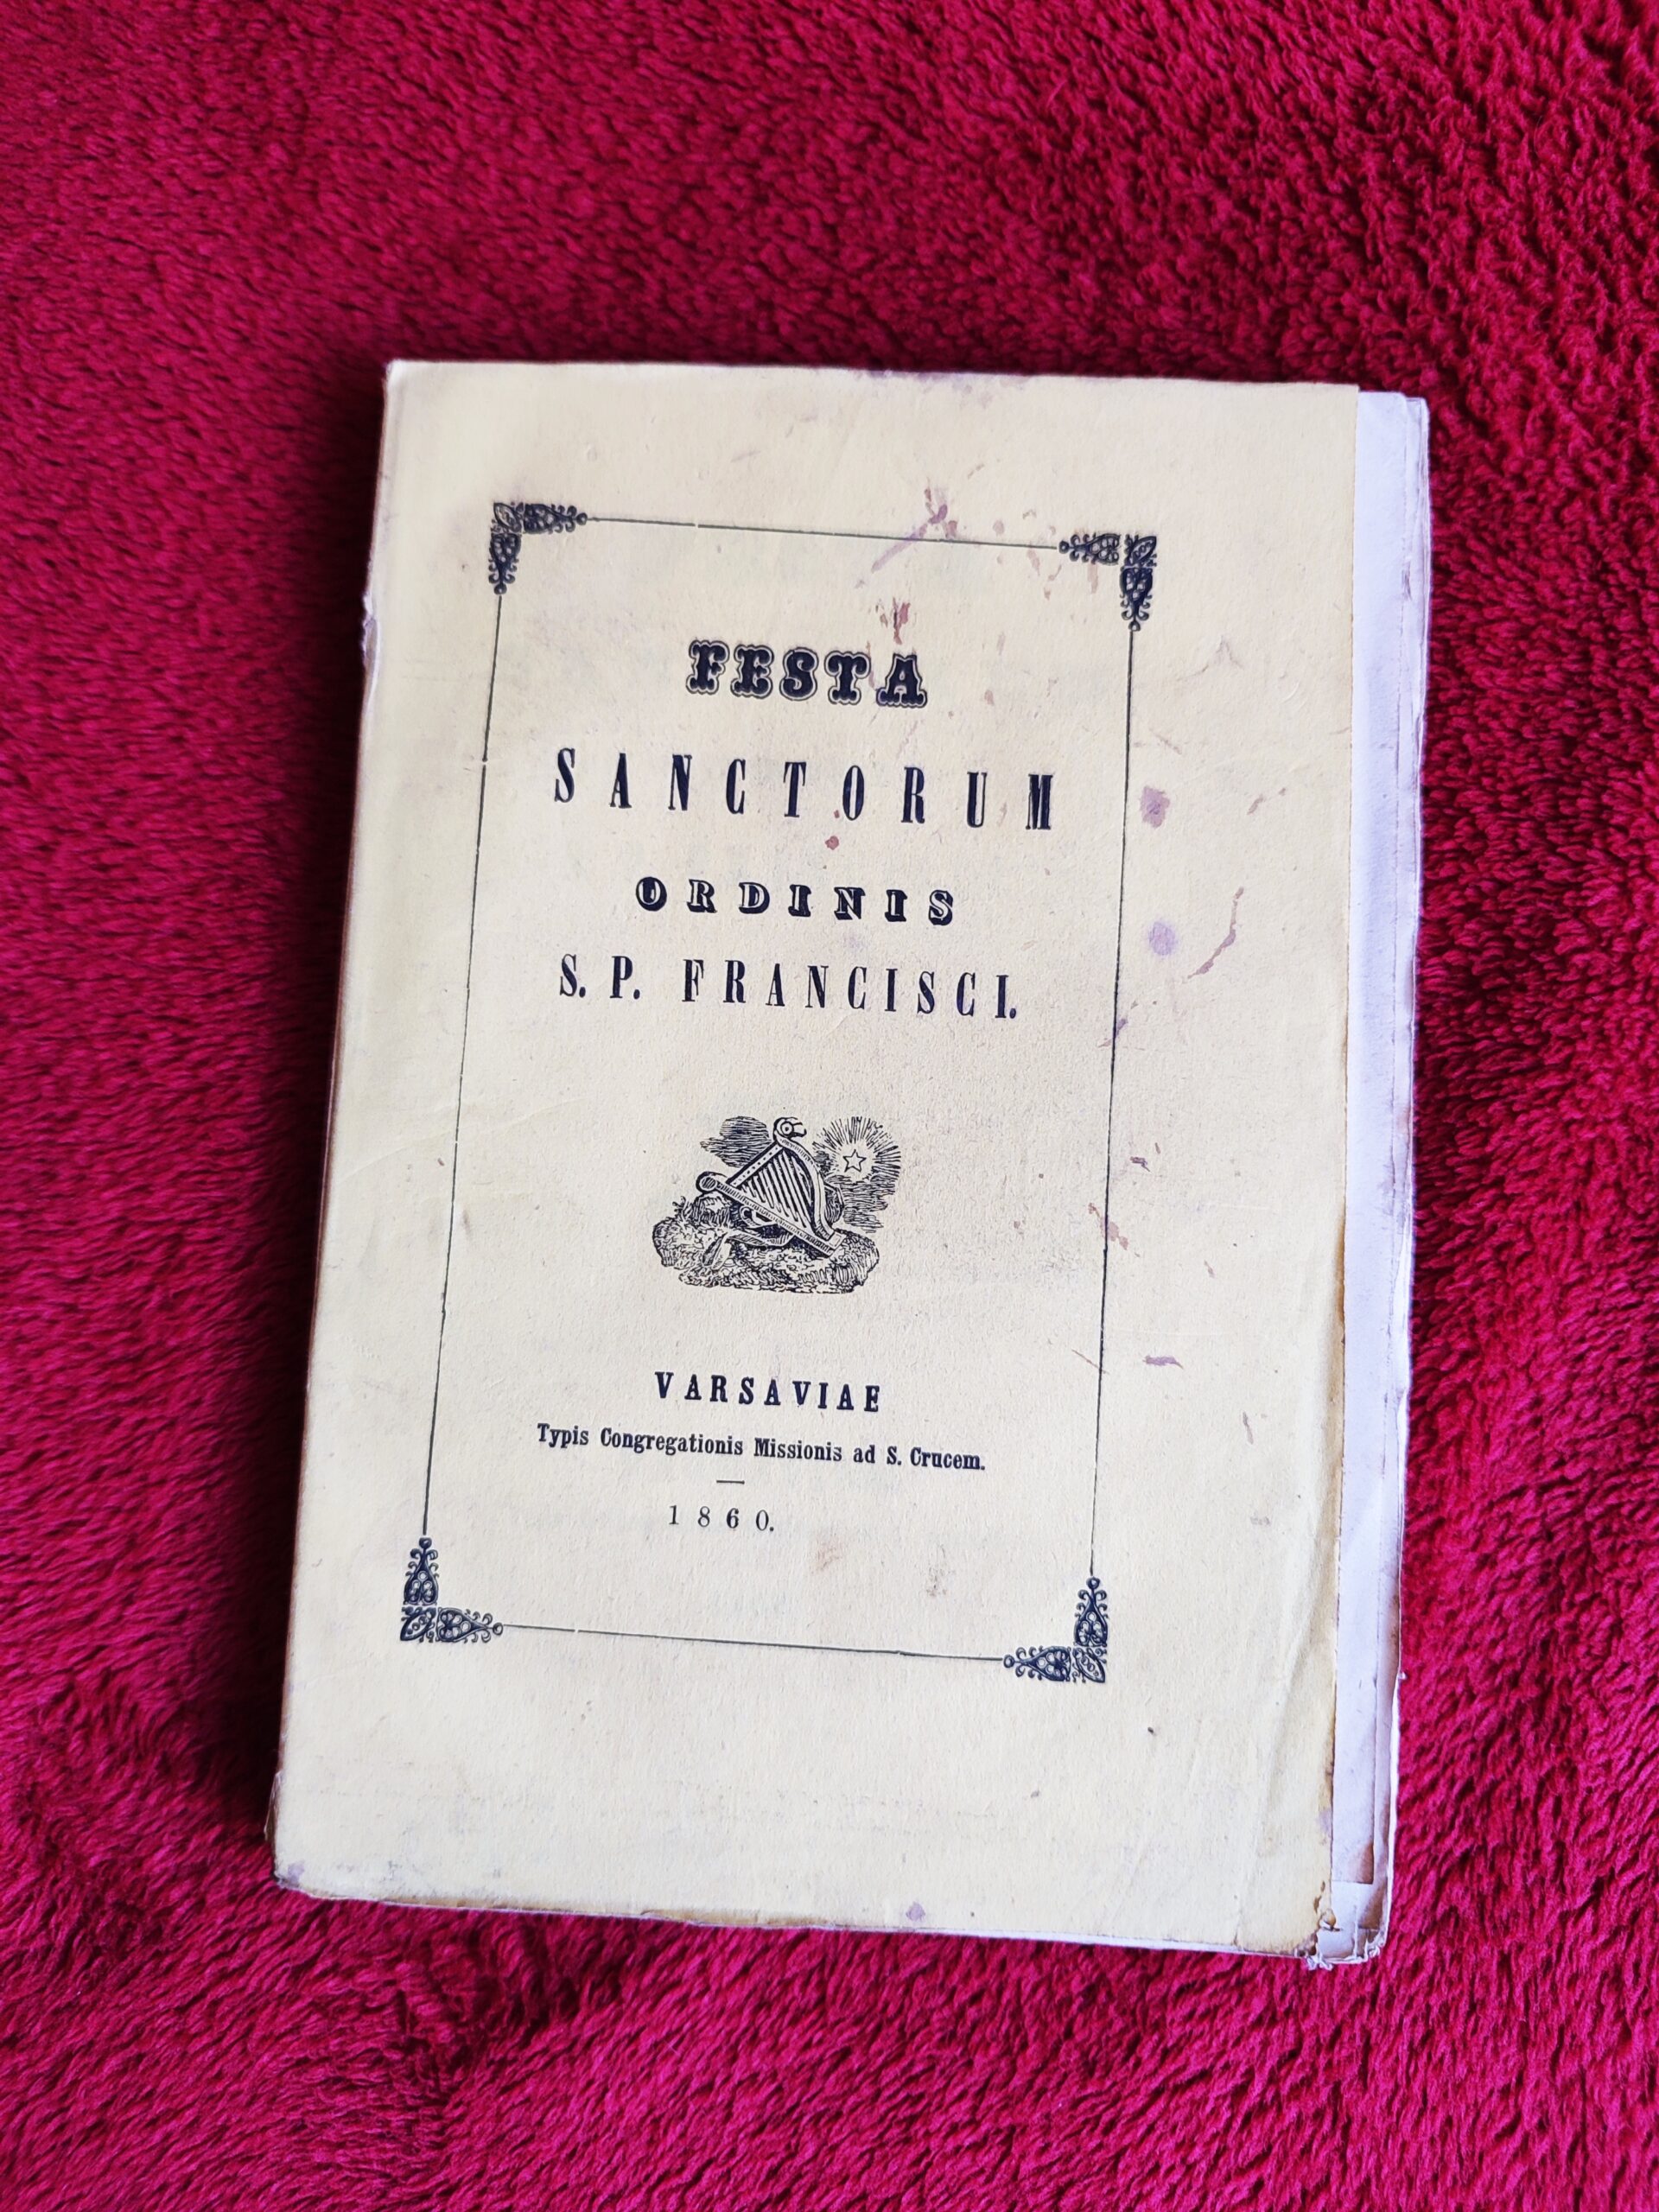 FESTA
SANCTORUM
ORDINIS
S. P. FRANCISCI.
VARSAVIAE
Typis Congregationis Missionis ad S. Crucem.
1860.